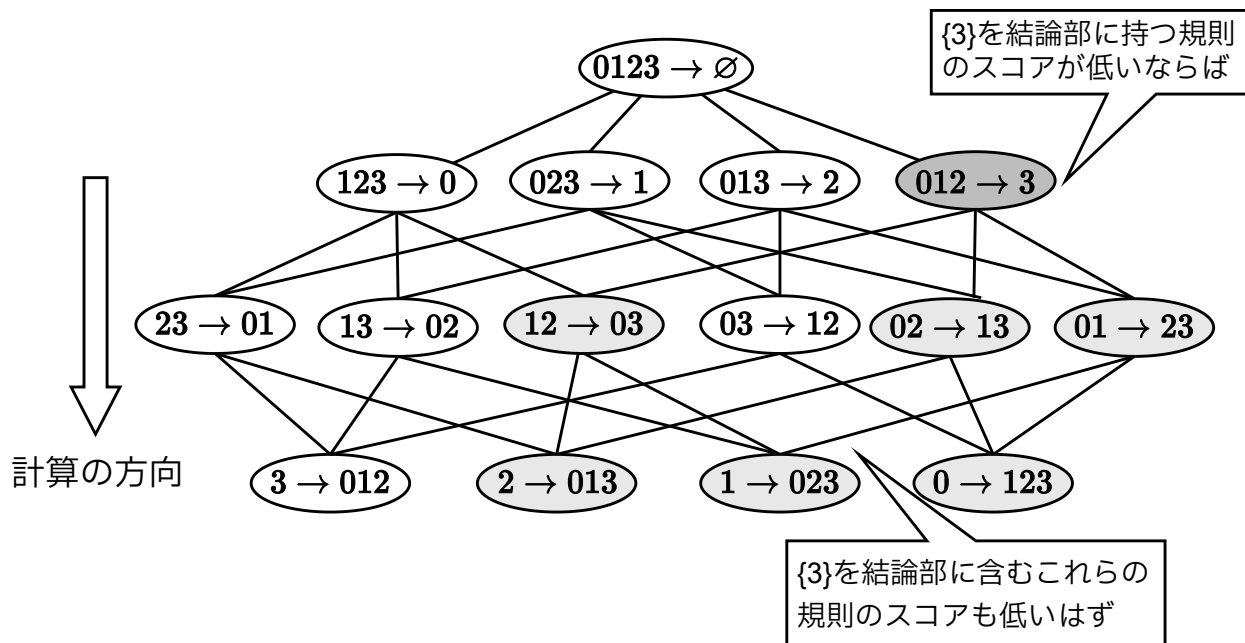 {3}を結論部に持つ規則
のスコアが低いならば
0123 → ∅
123 → 0
023 → 1
013 → 2
012 → 3
23 → 01
13 → 02
12 → 03
03 → 12
02 → 13
01 → 23
計算の方向
3 → 012
2 → 013
1 → 023
0 → 123
{3}を結論部に含むこれらの
規則のスコアも低いはず